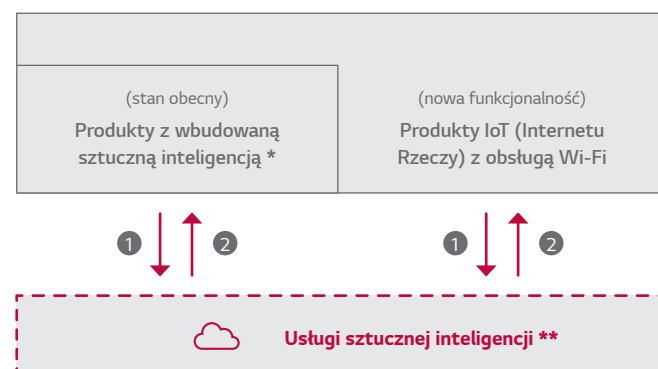 (stan obecny)
Produkty z wbudowaną
sztuczną inteligencją *
(nowa funkcjonalność)
Produkty IoT (Internetu
Rzeczy) z obsługą Wi-Fi
1 2 1 2
Usługi sztucznej inteligencji **